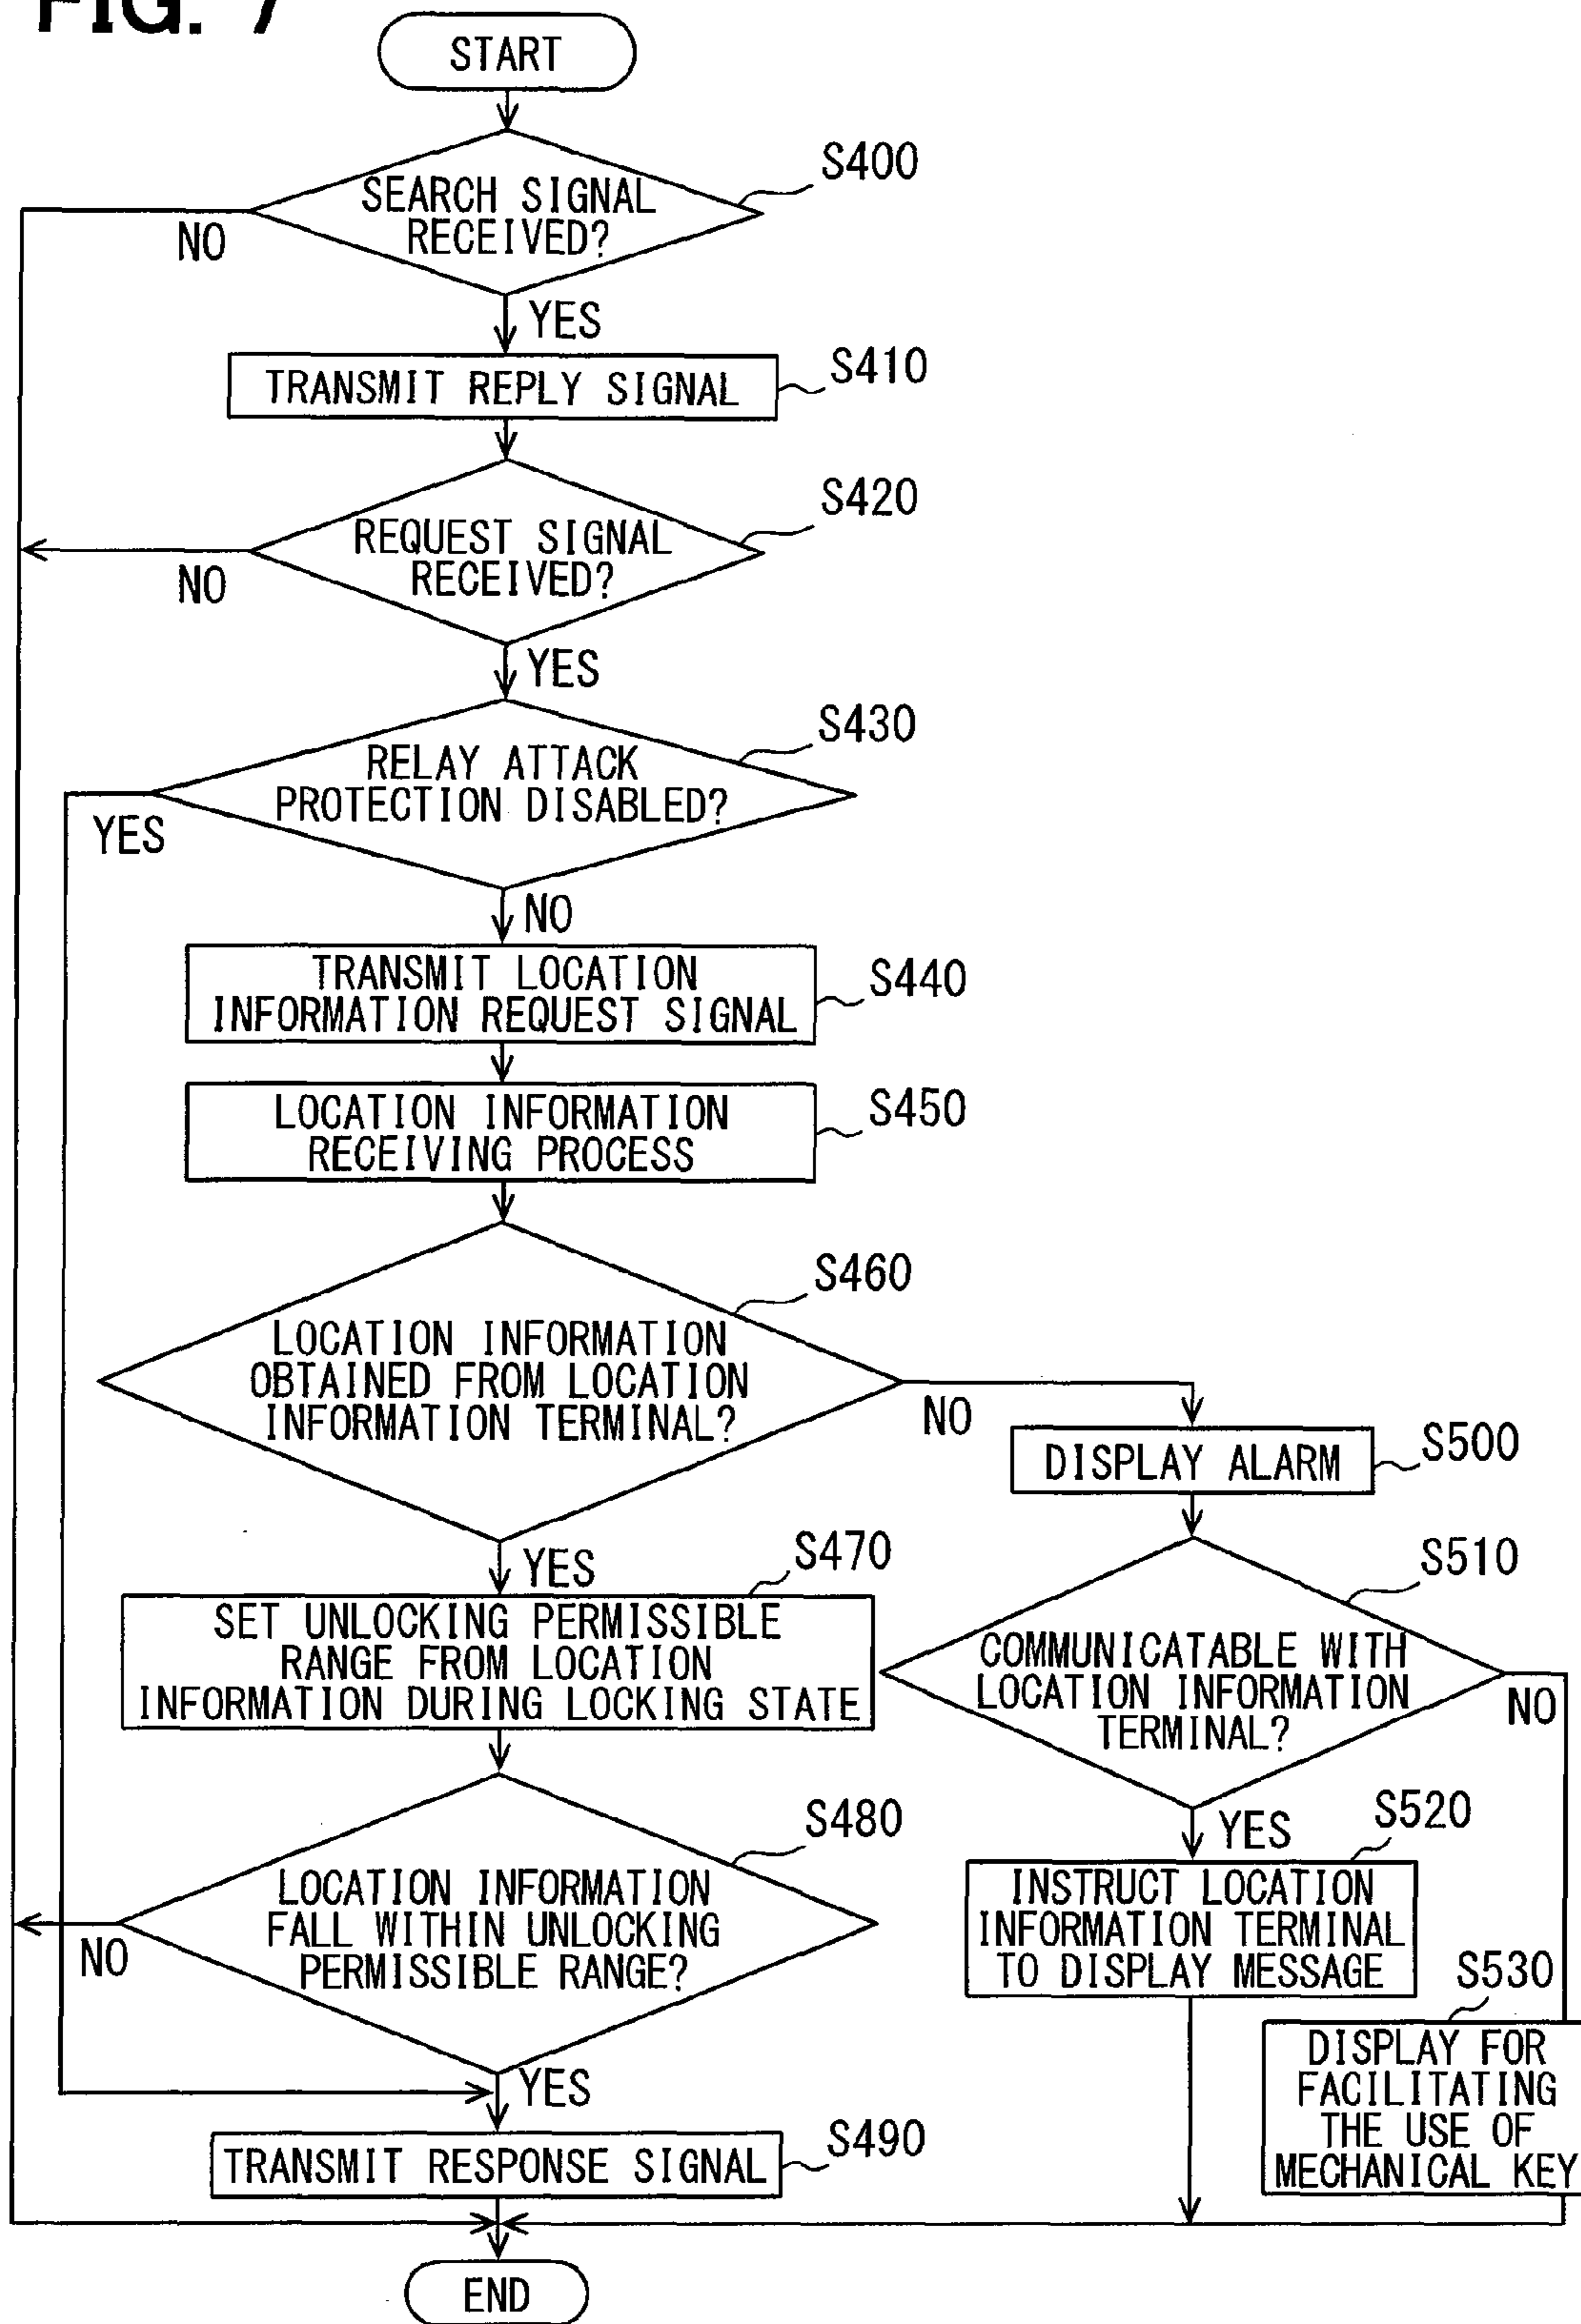 FIG. 7
START
S400
SEARCH SIGNAL
RECEIVED?
NO
YES
S410
TRANSMIT REPLY SIGNAL
S420
REQUEST SIGNAL
RECEIVED?
NO
YES
S430
RELAY ATTACK
PROTECTION DISABLED?
YES
NO
TRANSMIT LOCATION
INFORMATION REQUEST SIGNAL
S440
LOCATION INFORMATION
RECEIVING PROCESS
S450
S460
LOCATION INFORMATION
OBTAINED FROM LOCATION
INFORMATION TERMINAL?
NO
DISPLAY ALARM
S500
YES
S470
SET UNLOCKING PERMISSIBLE
RANGE FROM LOCATION
INFORMATION DURING LOCKING STATE
S510
COMMUNICATABLE WITH
LOCATION INFORMATION
TERMINAL?
NO
S480
LOCATION INFORMATION
FALL WITHIN UNLOCKING
PERMISSIBLE RANGE?
NO
YES
YES
S520
INSTRUCT LOCATION
INFORMATION TERMINAL
TO DISPLAY MESSAGE
S530
DISPLAY FOR
FACILITATING
THE USE OF
MECHANICAL KEY
TRANSMIT RESPONSE SIGNAL
S490
END